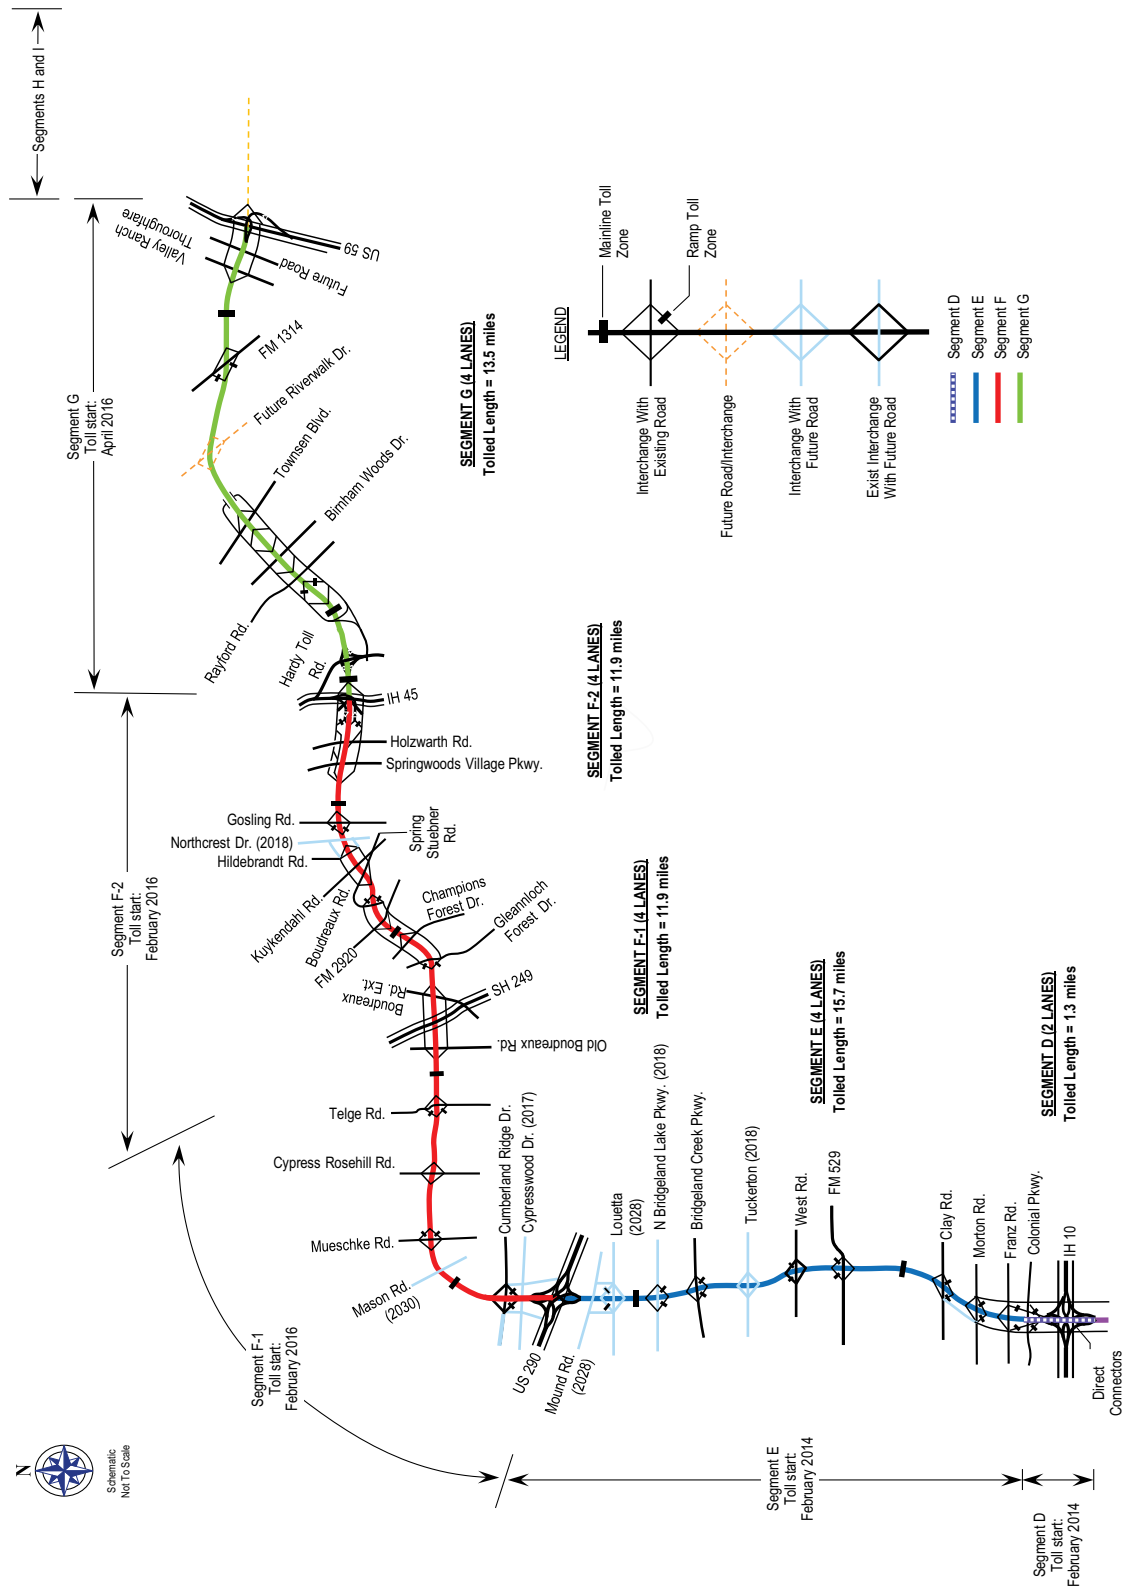 Segments H and I
Segment G
Toll start:
April 2016
Valley Ranch
Thoroughfare
Future Road
US 59
FM 1314
Future Riverwalk Dr.
Townsen Blvd.
Birnham Woods Dr.
Rayford Rd.
Hardy Toll
Rd.
IH 45
SEGMENT G (4 LANES)
Tolled Length = 13.5 miles
LEGEND
Mainline Toll
Zone
Ramp Toll
Zone
Interchange With
Existing Road
Future Road/Interchange
Interchange With
Future Road
Exist Interchange
With Future Road
Segment D
Segment E
Segment F
Segment G
Segment F-2
Toll start:
February 2016
Holzwarth Rd.
Springwoods Village Pkwy.
Gosling Rd.
Northcrest Dr. (2018)
Hildebrandt Rd.
Spring
Stuebner
Rd.
Kuykendahl Rd.
Boudreaux Rd.
FM 2920
Champions
Forest Dr.
Gleannloch
Forest Dr.
Boudreaux
Rd. Ext.
SH 249
Old Boudreaux Rd.
SEGMENT F-2 (4 LANES)
Tolled Length = 11.9 miles
Telge Rd.
Cypress Rosehill Rd.
Mueschke Rd.
Mason Rd.
(2030)
Cumberland Ridge Dr.
Cypresswood Dr. (2017)
SEGMENT F-1 (4 LANES)
Tolled Length = 11.9 miles
Segment F-1
Toll start:
February 2016
US 290
Mound Rd.
(2028)
Louetta
(2028)
N Bridgeland Lake Pkwy. (2018)
Bridgeland Creek Pkwy.
Tuckerton (2018)
West Rd.
FM 529
Clay Rd.
Morton Rd.
Franz Rd.
Colonial Pkwy.
IH 10
Direct
Connectors
SEGMENT E (4 LANES)
Tolled Length = 15.7 miles
SEGMENT D (2 LANES)
Tolled Length = 1.3 miles
N
Schematic
Not To Scale
Segment E
Toll start:
February 2014
Segment D
Toll start:
February 2014